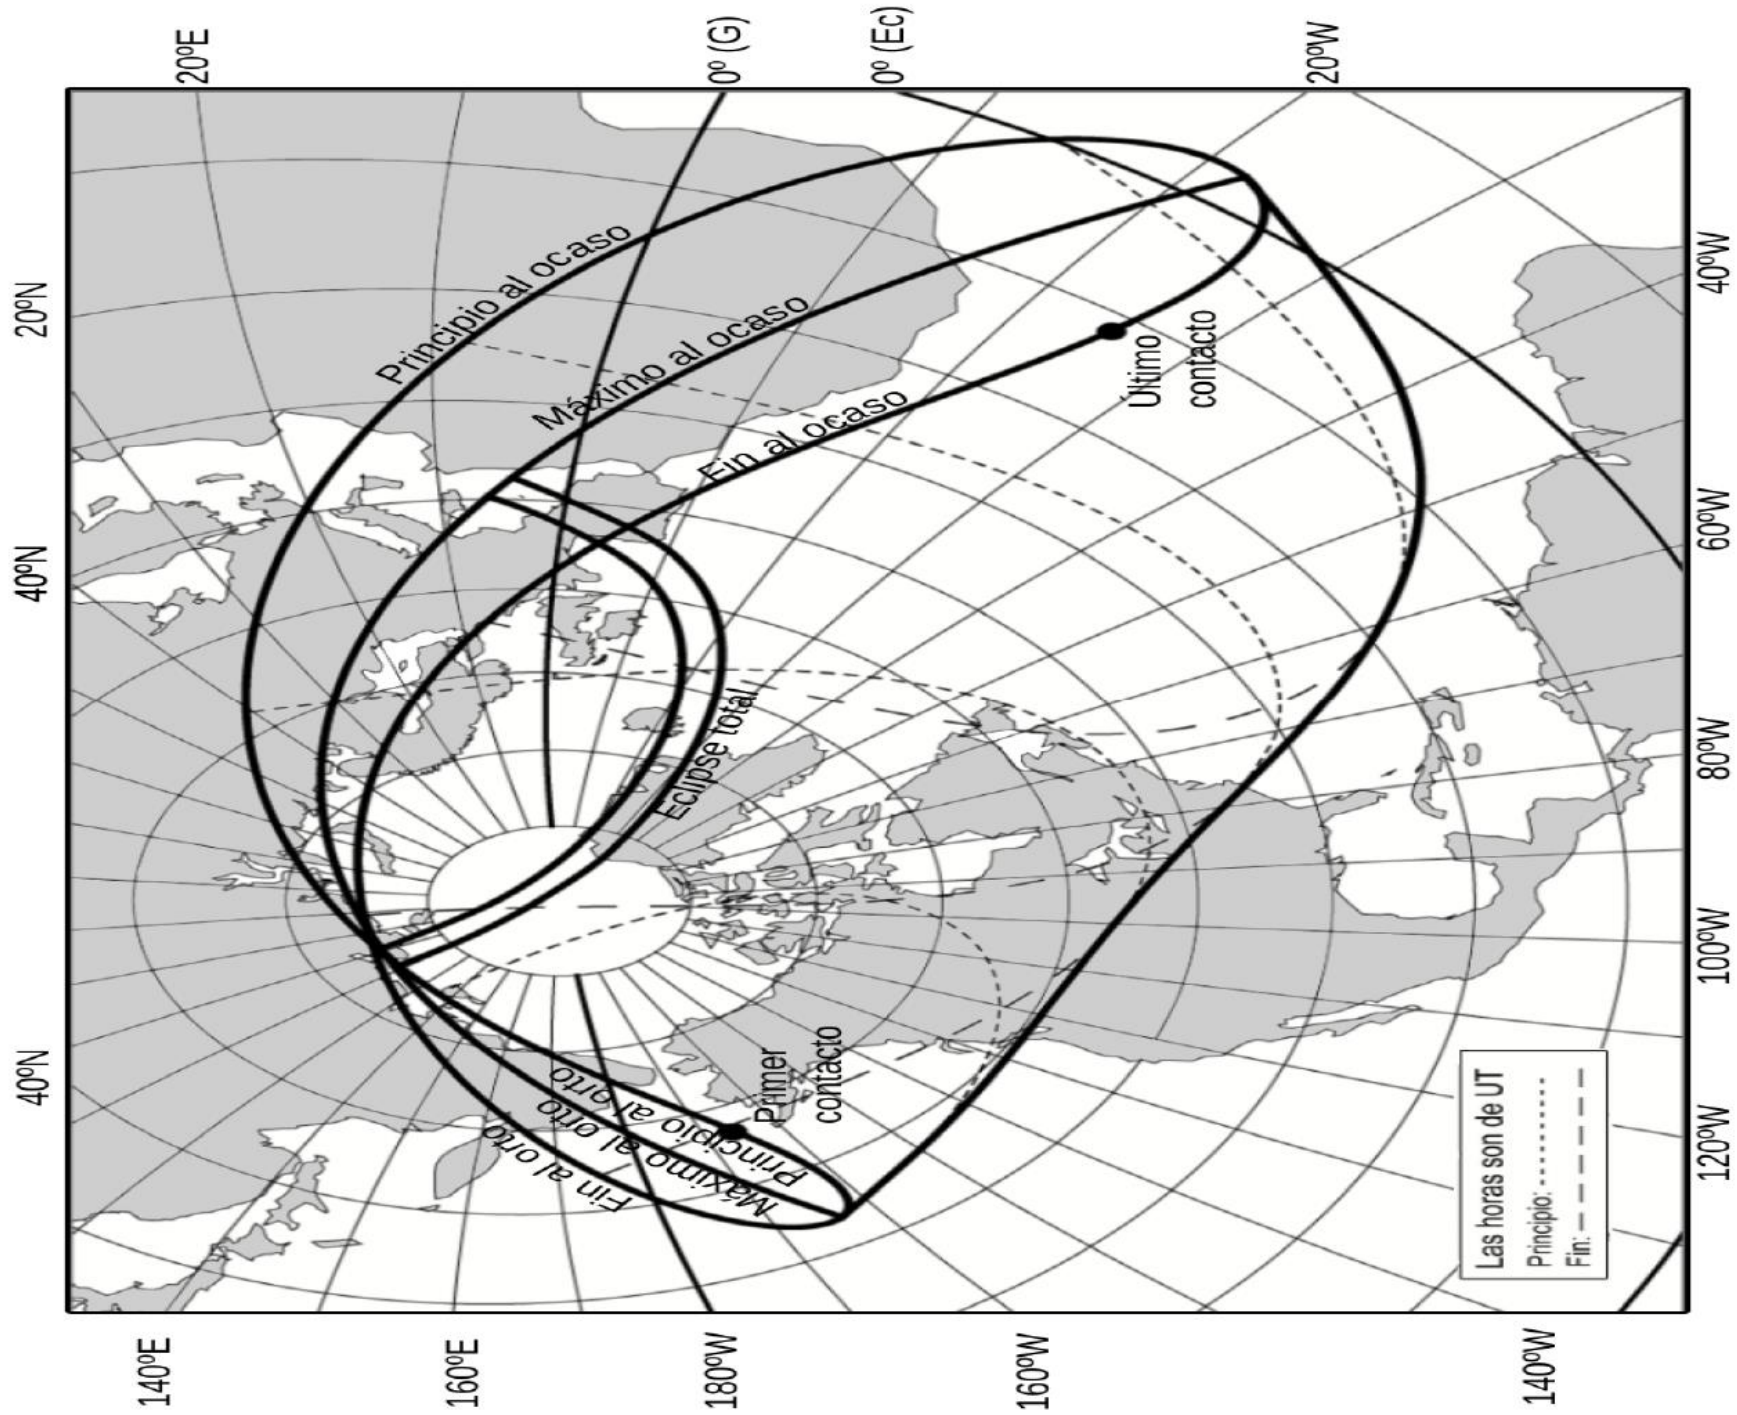 20ºE
0º (G)
0º (Ec)
20ºW
20ºN
40ºN
40ºN
40ºW
60ºW
80ºW
100ºW
120ºW
140ºE
160ºE
180ºW
160ºW
140ºW
Principio al ocaso
Máximo al ocaso
Fin al ocaso
Último
contacto
Eclipse total
Primer
contacto
Principio
al orto
Máximo al orto
Fin al orto
Las horas son de UT
Principio:
Fin: